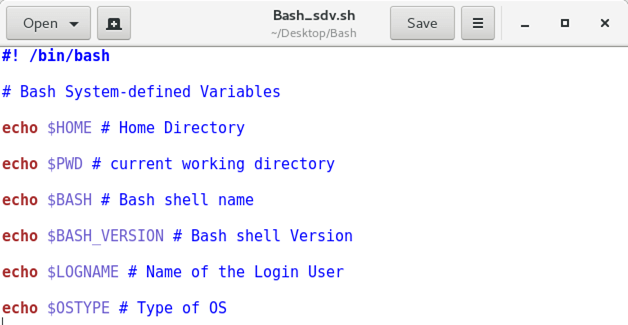 Open
Bash_sdv.sh
~/Desktop/Bash
Save
#! /bin/bash
# Bash System-defined Variables
echo $HOME # Home Directory
echo $PWD # current working directory
echo $BASH # Bash shell name
echo $BASH_VERSION # Bash shell Version
echo $LOGNAME # Name of the Login User
echo $OSTYPE # Type of OS